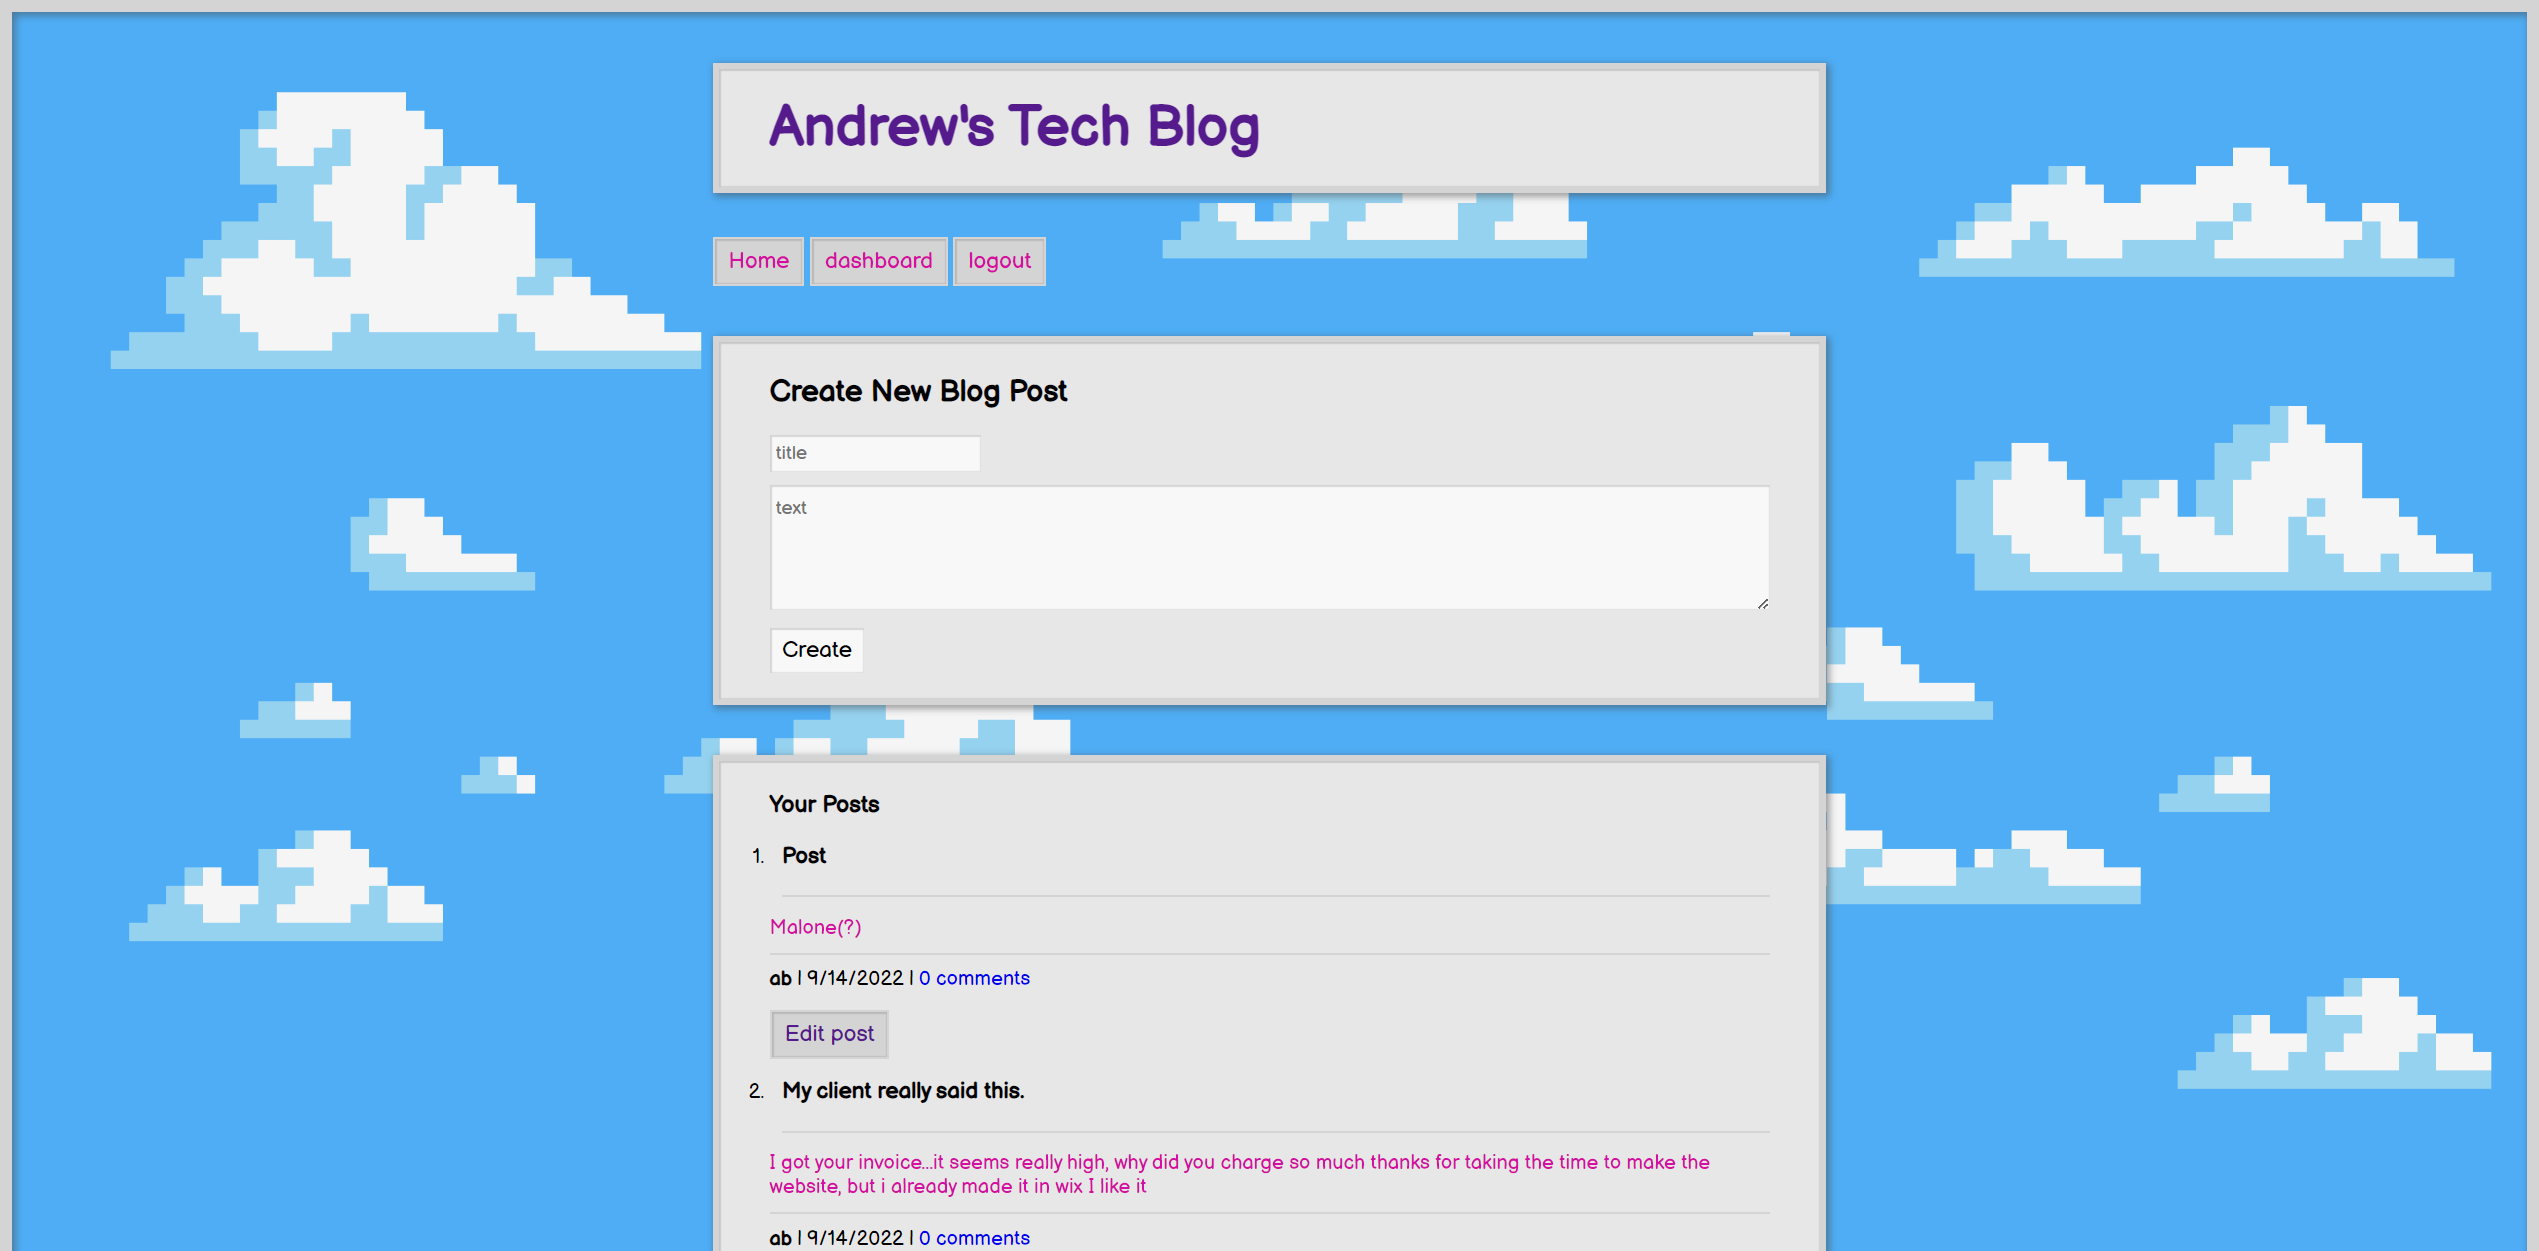 Andrew's Tech Blog
Home dashboard logout
Create New Blog Post
title
text
Create
Your Posts
1. Post
Malone(?)
ab | 9/14/2022 | 0 comments
Edit post
2. My client really said this.
I got your invoice...it seems really high, why did you charge so much thanks for taking the time to make the
website, but i already made it in wix I like it
ab | 9/14/2022 | 0 comments